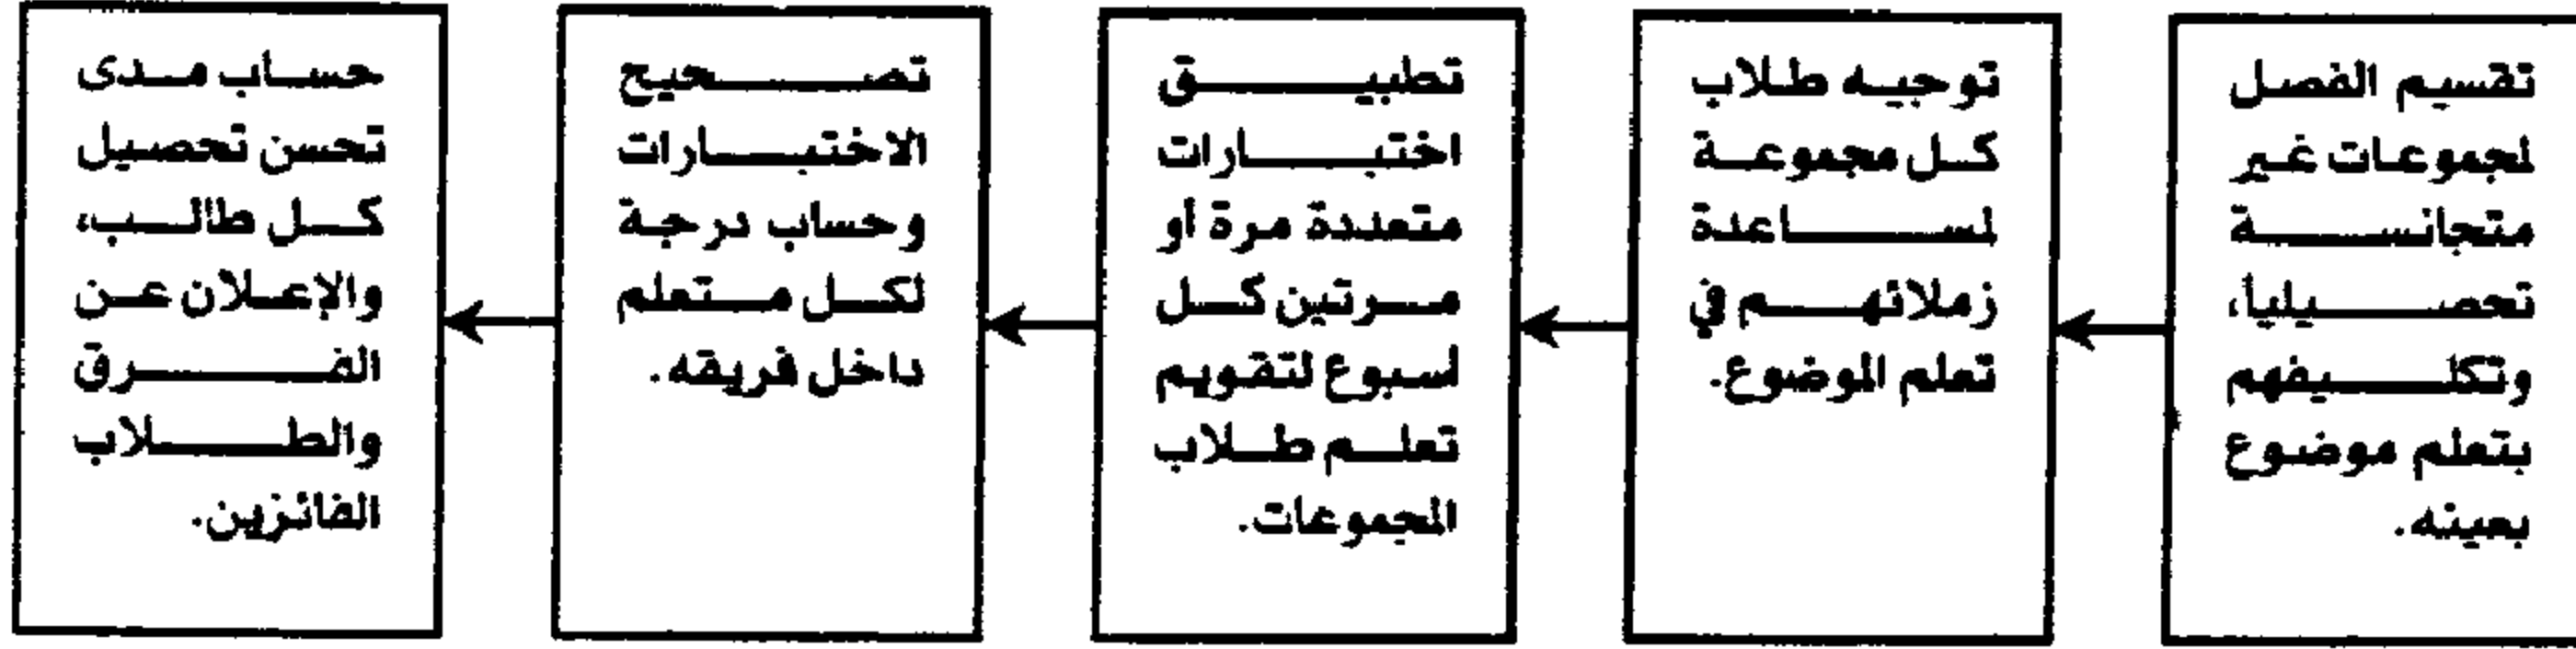 تقسيم الفصل
لمجموعات غير
متجانسة
تحصيلياً،
وتكليفهم
بتعلم موضوع
بعينه.
توجيه طلاب
كل مجموعة
لمساعدة
زملائهم في
تعلم الموضوع.
تطبيق
اختبارات
متعددة مرة أو
مرتين كل
أسبوع لتقويم
تعلم طلاب
المجموعات.
تصحيح
الاختبارات
وحساب درجة
لكل متعلم
داخل فريقه.
حساب مدى
تحسن تحصيل
كل طالب،
والإعلان عن
الفرق
والطلاب
الفائزين.